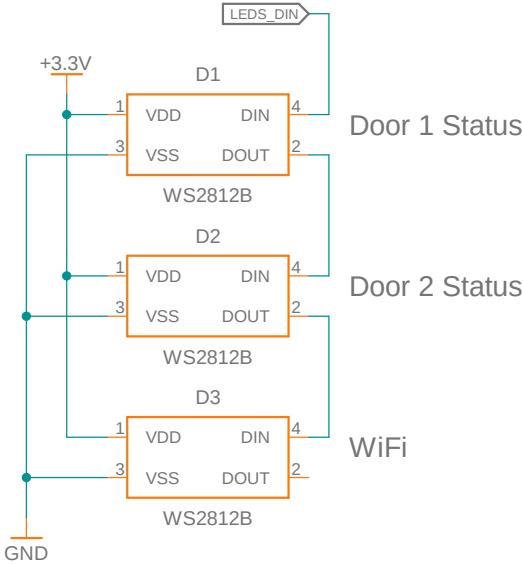 LEDS_DIN
+3.3V
D1
1 VDD DIN 4
Door 1 Status
3 VSS DOUT 2
WS2812B
D2
1 VDD DIN 4
Door 2 Status
3 VSS DOUT 2
WS2812B
D3
1 VDD DIN 4
WiFi
3 VSS DOUT 2
WS2812B
GND